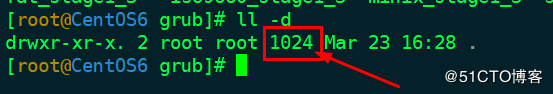 [root@CentOS6 grub]# ll -d
drwxr-xr-x. 2 root root 1024 Mar 23 16:28 .
[root@CentOS6 grub]#
@51CTO博客